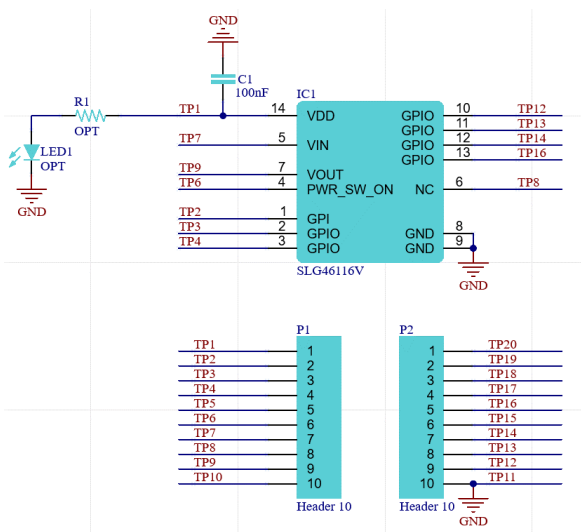 GND
C1
100nF
R1
OPT
LED1
OPT
GND
IC1
TP1 14 VDD GPIO 10 TP12
GPIO 11 TP13
TP7 5 VIN GPIO 12 TP14
GPIO 13 TP16
TP9 7 VOUT
TP6 4 PWR_SW_ON NC 6 TP8
TP2 1 GPI
TP3 2 GPIO GND 8
TP4 3 GPIO GND 9
SLG46116V
GND
P1
TP1 1
TP2 2
TP3 3
TP4 4
TP5 5
TP6 6
TP7 7
TP8 8
TP9 9
TP10 10
Header 10
P2
1 TP20
2 TP19
3 TP18
4 TP17
5 TP16
6 TP15
7 TP14
8 TP13
9 TP12
10 TP11
Header 10
GND